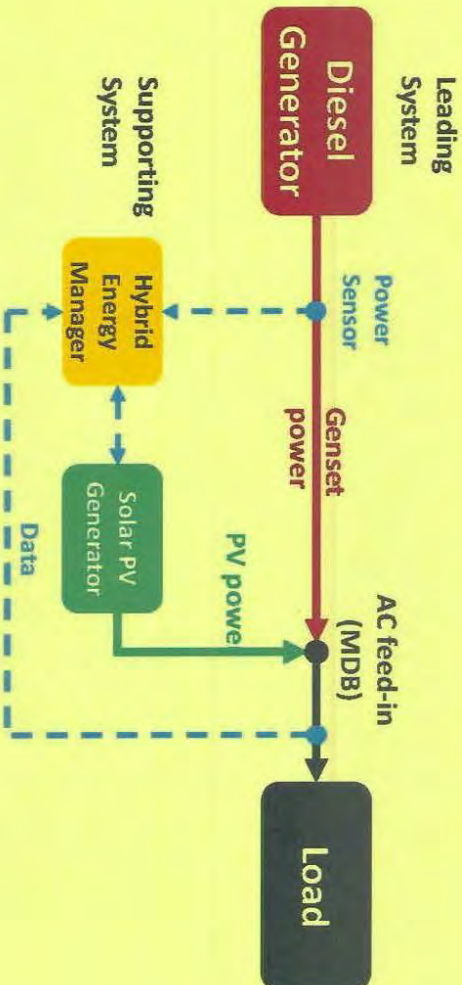 Leading
System
Diesel
Generator
Power
Sensor
Genset
power
AC feed-in
(MDB)
Load
Supporting
System
Hybrid
Energy
Manager
Solar PV
Generator
PV powe
Data